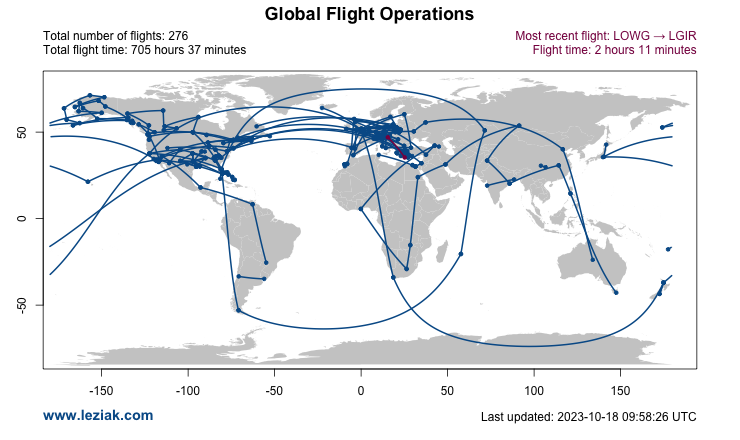 Global Flight Operations
Total number of flights: 276
Most recent flight: LOWG → LGIR
Total flight time: 705 hours 37 minutes
Flight time: 2 hours 11 minutes
50
0
-50
-150 -100 -50 0 50 100 150
www.leziak.com
Last updated: 2023-10-18 09:58:26 UTC